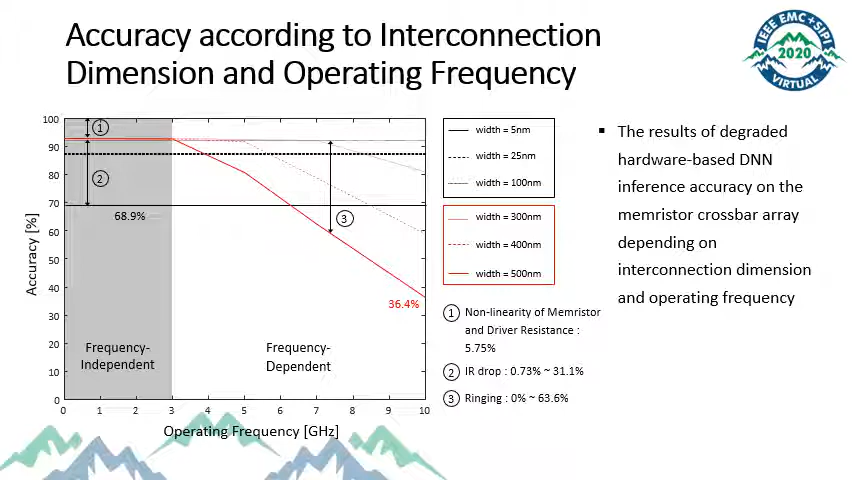 Accuracy according to Interconnection
Dimension and Operating Frequency
IEEE EMC+SIPI
2020
VIRTUAL
100
90
80
70
60
50
40
30
20
10
0
Accuracy [%]
1
2
68.9%
3
36.4%
Frequency-
Independent
Frequency-
Dependent
0 1 2 3 4 5 6 7 8 9 10
Operating Frequency [GHz]
width = 5nm
width = 25nm
width = 100nm
width = 300nm
width = 400nm
width = 500nm
1 Non-linearity of Memristor
and Driver Resistance :
5.75%
2 IR drop : 0.73% ~ 31.1%
3 Ringing : 0% ~ 63.6%
▪ The results of degraded
hardware-based DNN
inference accuracy on the
memristor crossbar array
depending on
interconnection dimension
and operating frequency